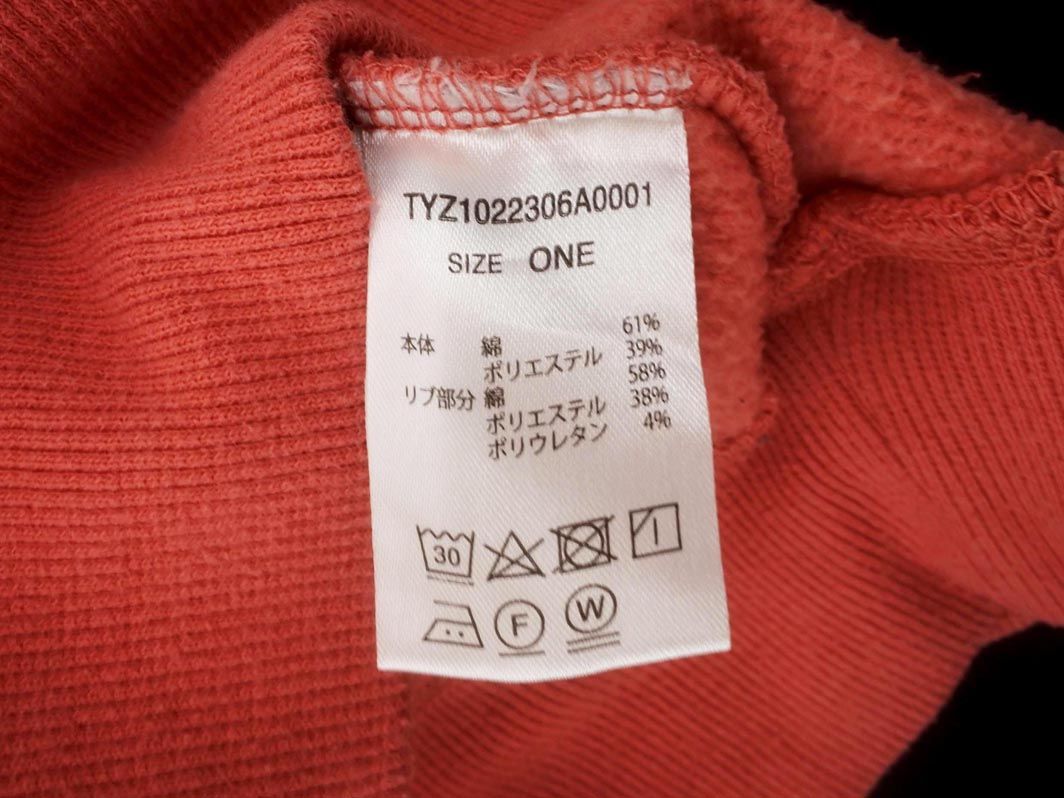 TYZ1022306A0001
SIZE ONE
61%
本体 綿 39%
ポリエステル 58%
リブ部分 綿 38%
ポリエステル 4%
ポリウレタン
30
F W